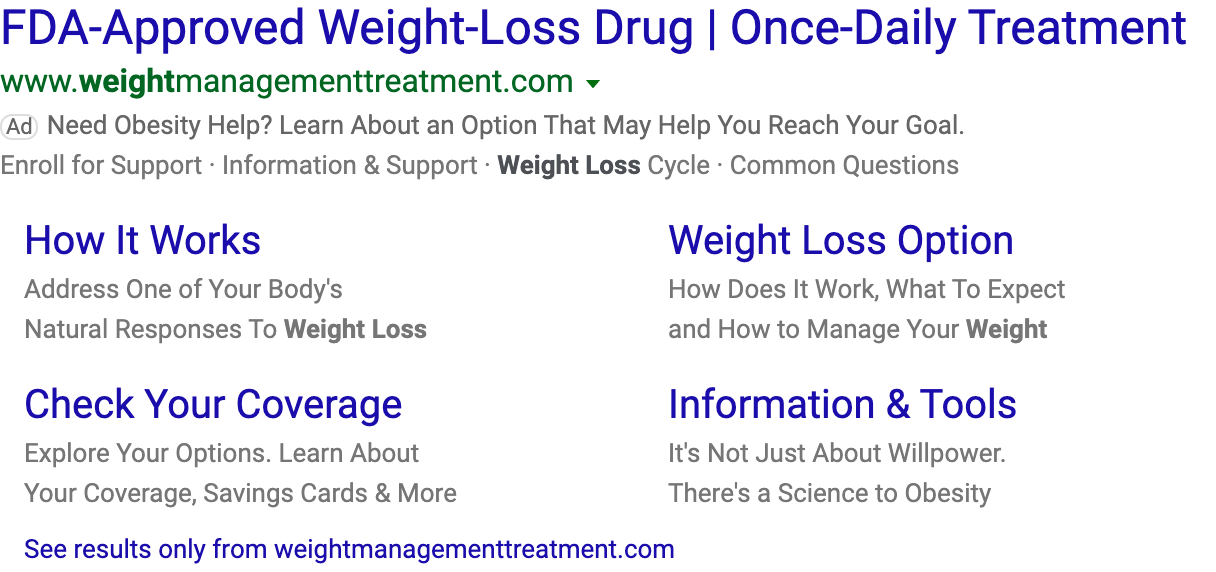 FDA-Approved Weight-Loss Drug | Once-Daily Treatment
www.weightmanagementtreatment.com
Ad Need Obesity Help? Learn About an Option That May Help You Reach Your Goal.
Enroll for Support · Information & Support · Weight Loss Cycle · Common Questions
How It Works
Address One of Your Body's
Natural Responses To Weight Loss
Weight Loss Option
How Does It Work, What To Expect
and How to Manage Your Weight
Check Your Coverage
Explore Your Options. Learn About
Your Coverage, Savings Cards & More
Information & Tools
It's Not Just About Willpower.
There's a Science to Obesity
See results only from weightmanagementtreatment.com